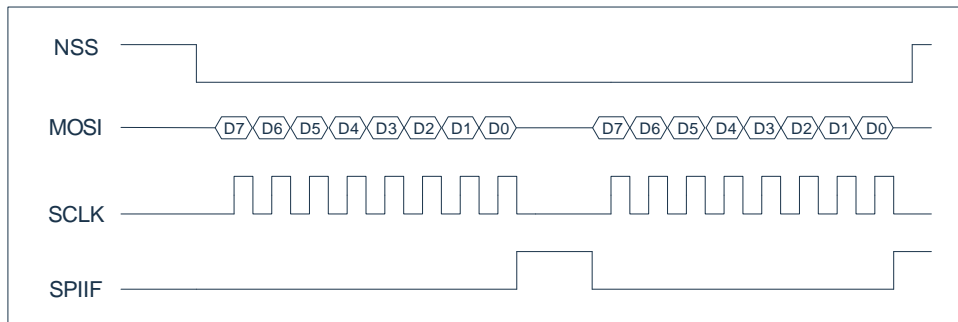 NSS
MOSI D7 D6 D5 D4 D3 D2 D1 D0 D7 D6 D5 D4 D3 D2 D1 D0
SCLK
SPIIF